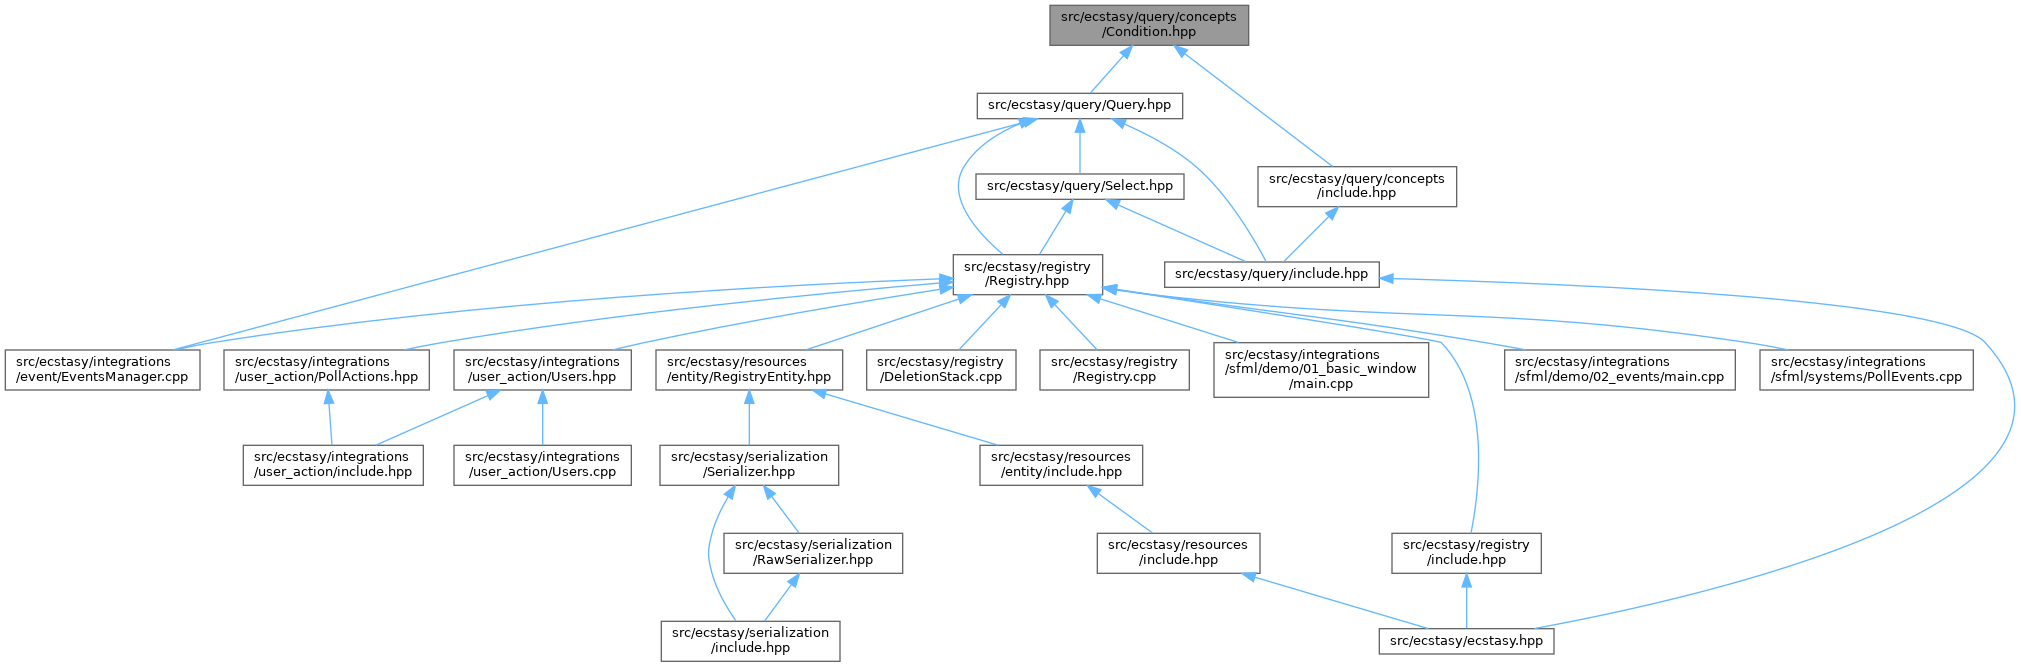 src/ecstasy/query/concepts
/Condition.hpp
src/ecstasy/query/Query.hpp
src/ecstasy/query/Select.hpp
src/ecstasy/query/concepts
/include.hpp
src/ecstasy/registry
/Registry.hpp
src/ecstasy/query/include.hpp
src/ecstasy/integrations
/event/EventsManager.cpp
src/ecstasy/integrations
/user_action/PollActions.hpp
src/ecstasy/integrations
/user_action/Users.hpp
src/ecstasy/resources
/entity/RegistryEntity.hpp
src/ecstasy/registry
/DeletionStack.cpp
src/ecstasy/registry
/Registry.cpp
src/ecstasy/integrations
/sfml/demo/01_basic_window
/main.cpp
src/ecstasy/integrations
/sfml/demo/02_events/main.cpp
src/ecstasy/integrations
/sfml/systems/PollEvents.cpp
src/ecstasy/integrations
/user_action/include.hpp
src/ecstasy/integrations
/user_action/Users.cpp
src/ecstasy/serialization
/Serializer.hpp
src/ecstasy/resources
/entity/include.hpp
src/ecstasy/serialization
/RawSerializer.hpp
src/ecstasy/resources
/include.hpp
src/ecstasy/registry
/include.hpp
src/ecstasy/serialization
/include.hpp
src/ecstasy/ecstasy.hpp